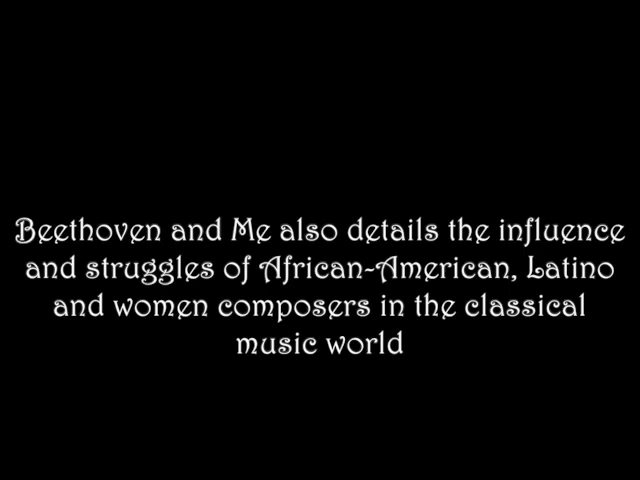 Beethoven and Me also details the influence
and struggles of African-American, Latino
and women composers in the classical
music world